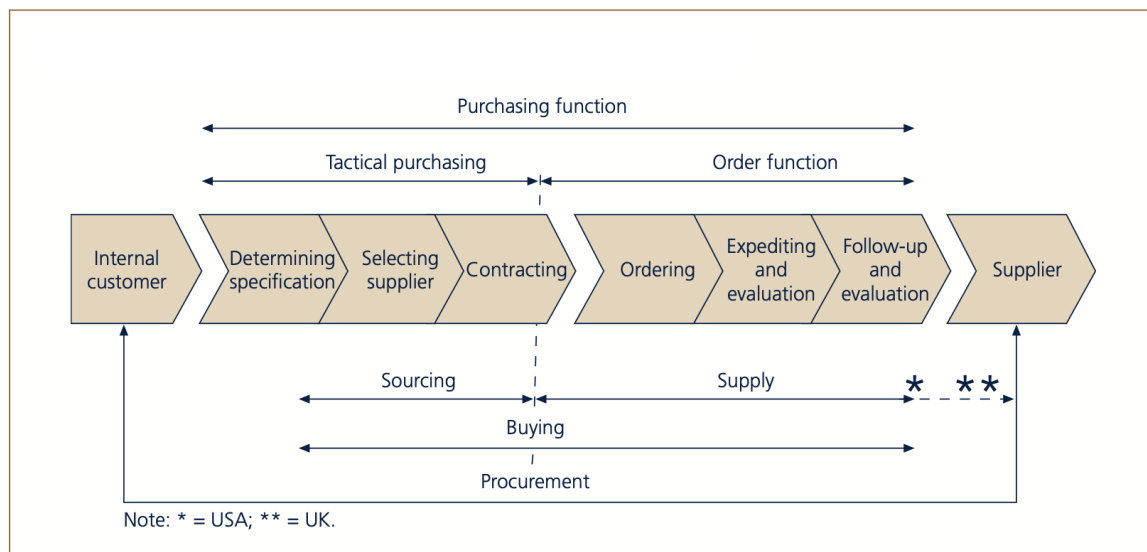 Purchasing function
Tactical purchasing
Order function
Internal
customer
Determining
specification
Selecting
supplier
Contracting
Ordering
Expediting
and
evaluation
Follow-up
and
evaluation
Supplier
Sourcing
Supply
* **
Buying
Procurement
Note: * = USA; ** = UK.